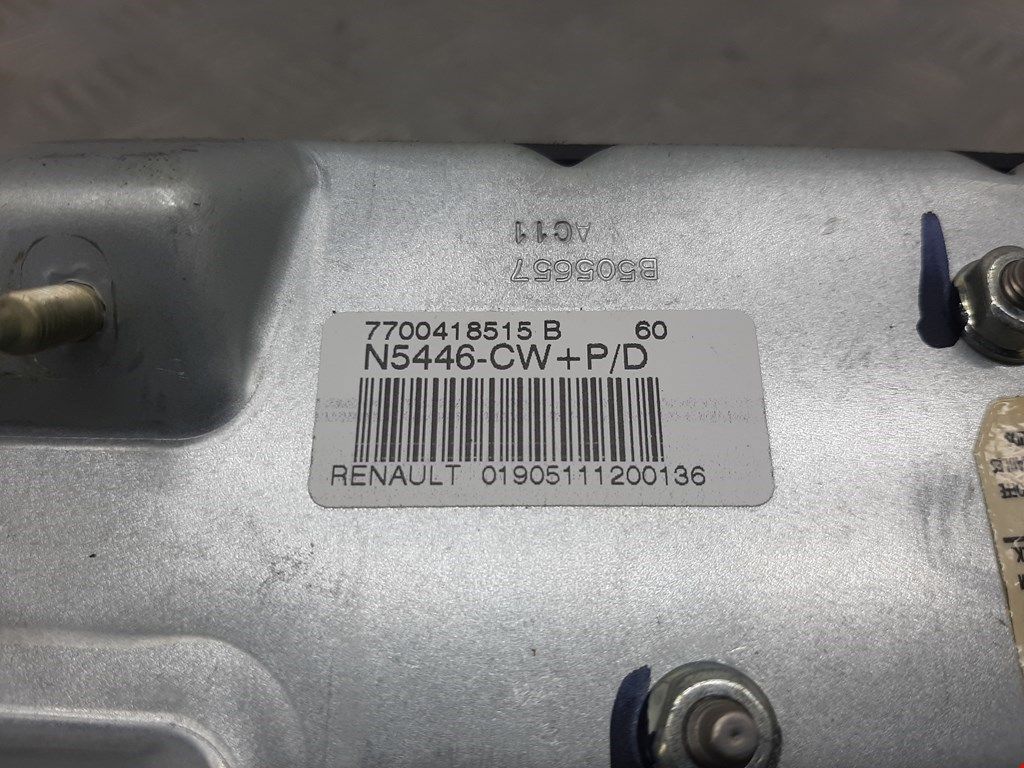 AC11
B505657
7700418515 B 60
N5446-CW+P/D
RENAULT 01905111200136